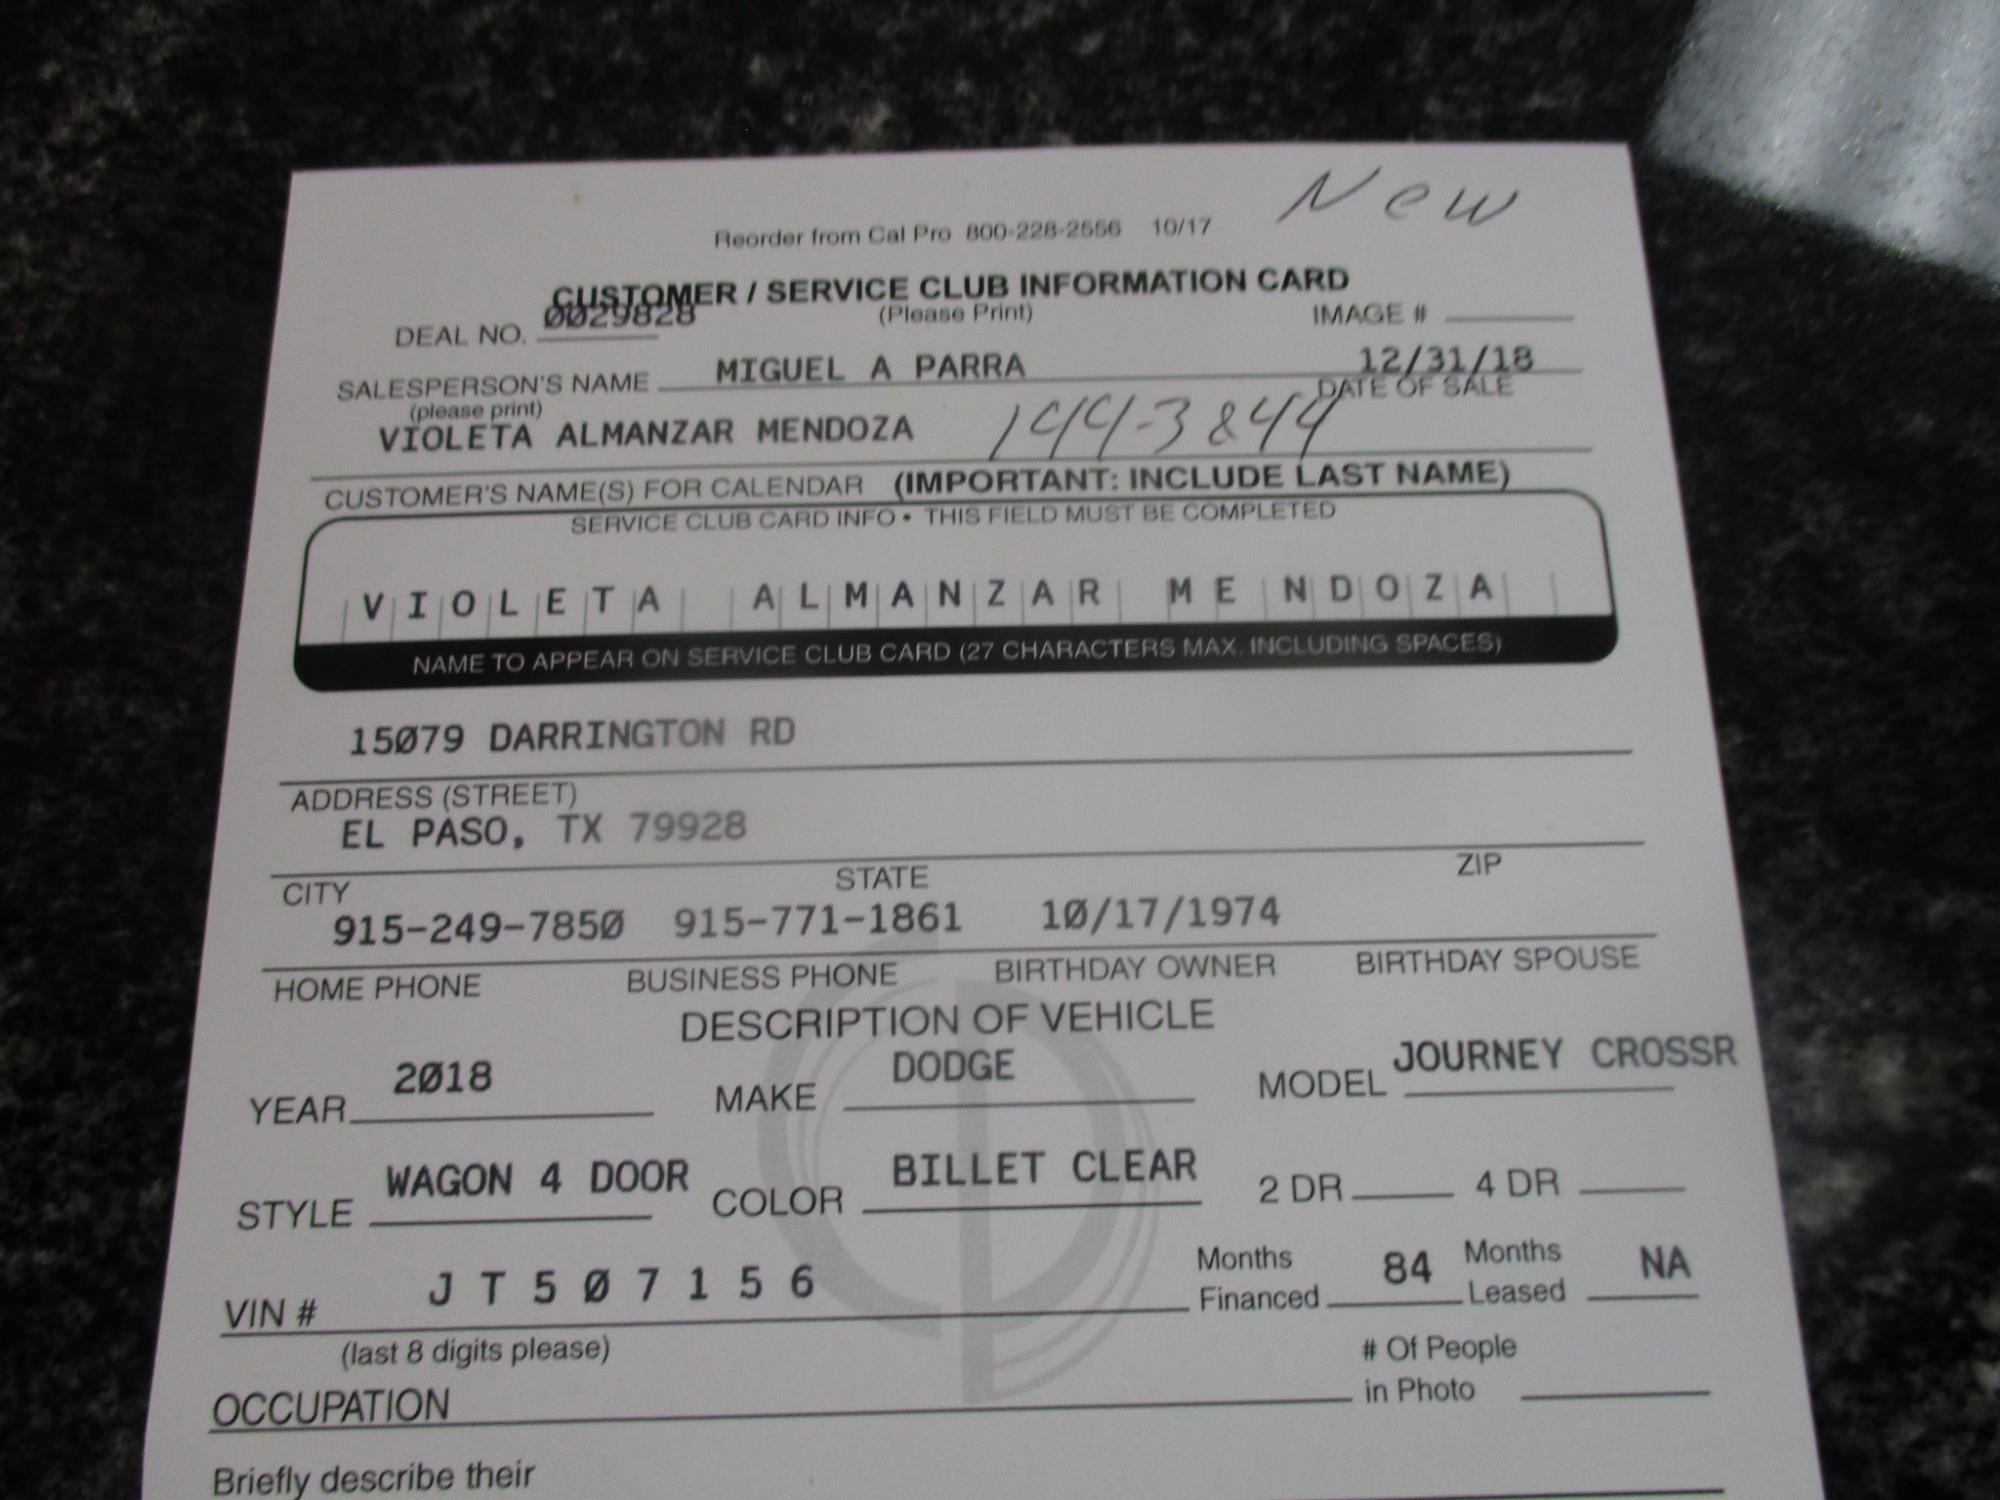 New
Reorder from Cal Pro 800-228-2556 10/17
CUSTOMER / SERVICE CLUB INFORMATION CARD
DEAL NO. 0029828 (Please Print) IMAGE #
SALESPERSON'S NAME MIGUEL A PARRA 12/31/18
(please print) DATE OF SALE
VIOLETA ALMANZAR MENDOZA 144-3844
CUSTOMER'S NAME(S) FOR CALENDAR (IMPORTANT: INCLUDE LAST NAME)
SERVICE CLUB CARD INFO • THIS FIELD MUST BE COMPLETED
VIOLETA ALMANZAR MENDOZA
NAME TO APPEAR ON SERVICE CLUB CARD (27 CHARACTERS MAX. INCLUDING SPACES)
15079 DARRINGTON RD
ADDRESS (STREET)
EL PASO, TX 79928
CITY STATE ZIP
915-249-7850 915-771-1861 10/17/1974
HOME PHONE BUSINESS PHONE BIRTHDAY OWNER BIRTHDAY SPOUSE
DESCRIPTION OF VEHICLE
YEAR 2018 MAKE DODGE MODEL JOURNEY CROSSR
STYLE WAGON 4 DOOR COLOR BILLET CLEAR 2 DR 4 DR
VIN # JT507156 Months Financed 84 Months Leased NA
(last 8 digits please)
OCCUPATION # Of People in Photo
Briefly describe their